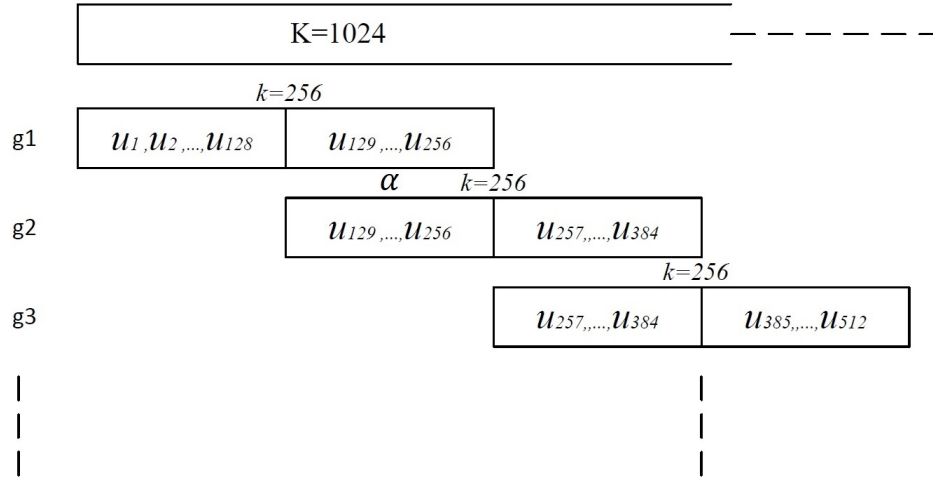 K=1024
k=256
g1 u1 ,u2 ,...,u128 u129 ,...,u256
α k=256
g2 u129 ,...,u256 u257,,...,u384
k=256
g3 u257,,...,u384 u385,,...,u512